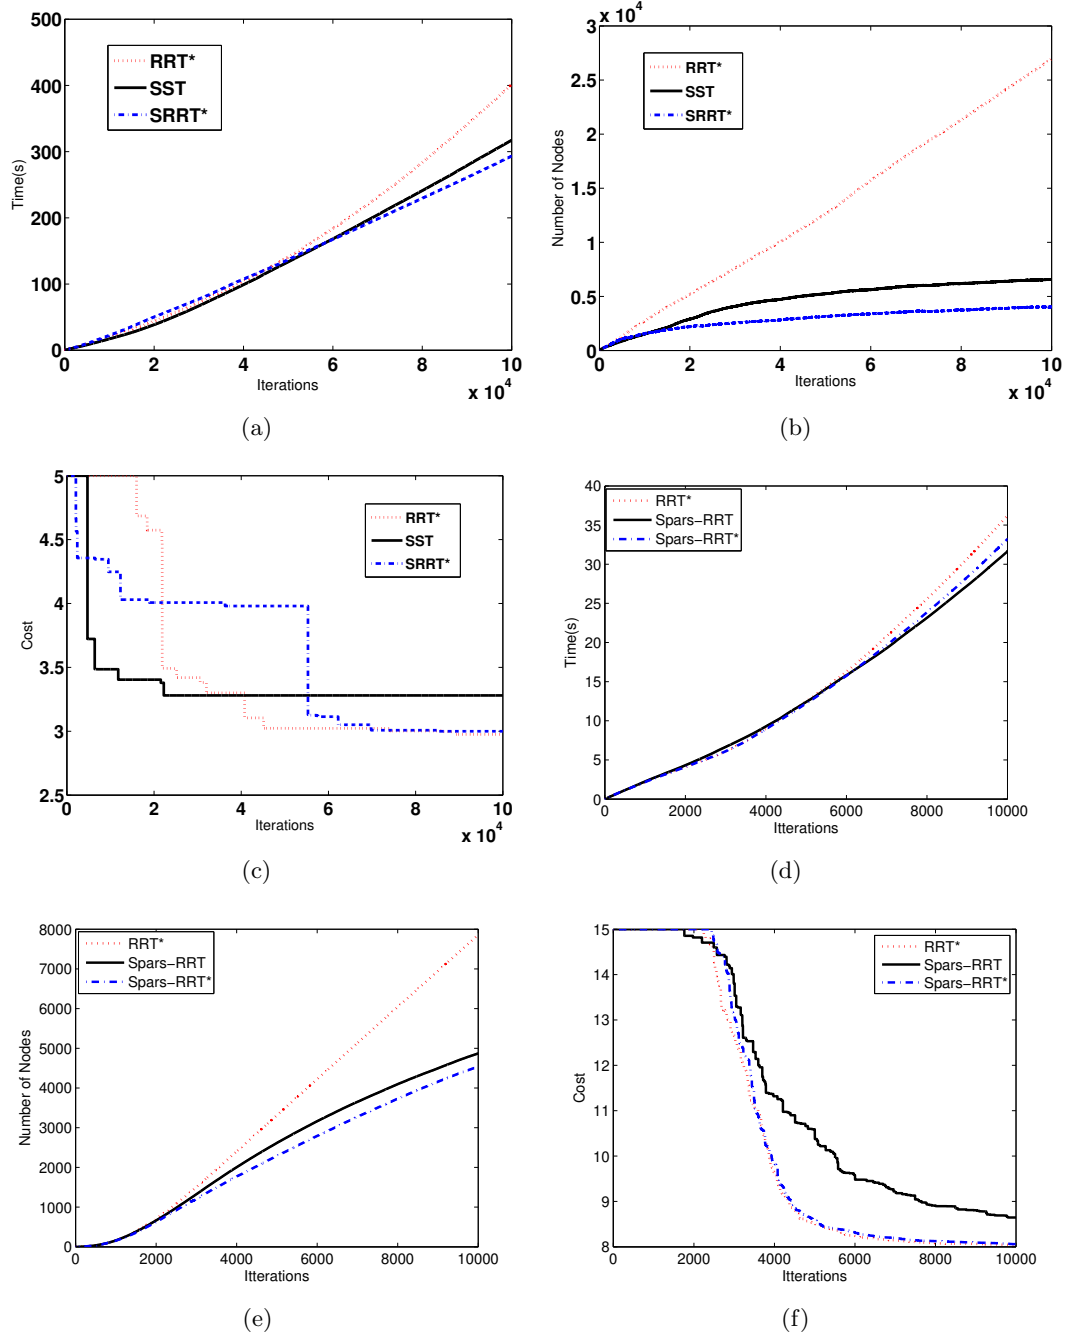 500
400
300
200
100
0
Time(s)
RRT*
SST
SRRT*
0 2 4 6 8 10
Iterations
x 10^4
(a)
x 10^4
3
2.5
2
1.5
1
0.5
0
Number of Nodes
RRT*
SST
SRRT*
0 2 4 6 8 10
Iterations
x 10^4
(b)
5
4.5
4
3.5
3
2.5
Cost
RRT*
SST
SRRT*
0 2 4 6 8 10
Iterations
x 10^4
(c)
40
35
30
25
20
15
10
5
0
Time(s)
RRT*
Spars-RRT
Spars-RRT*
0 2000 4000 6000 8000 10000
Itterations
(d)
8000
7000
6000
5000
4000
3000
2000
1000
0
Number of Nodes
RRT*
Spars-RRT
Spars-RRT*
0 2000 4000 6000 8000 10000
Itterations
(e)
15
14
13
12
11
10
9
8
Cost
RRT*
Spars-RRT
Spars-RRT*
0 2000 4000 6000 8000 10000
Itterations
(f)